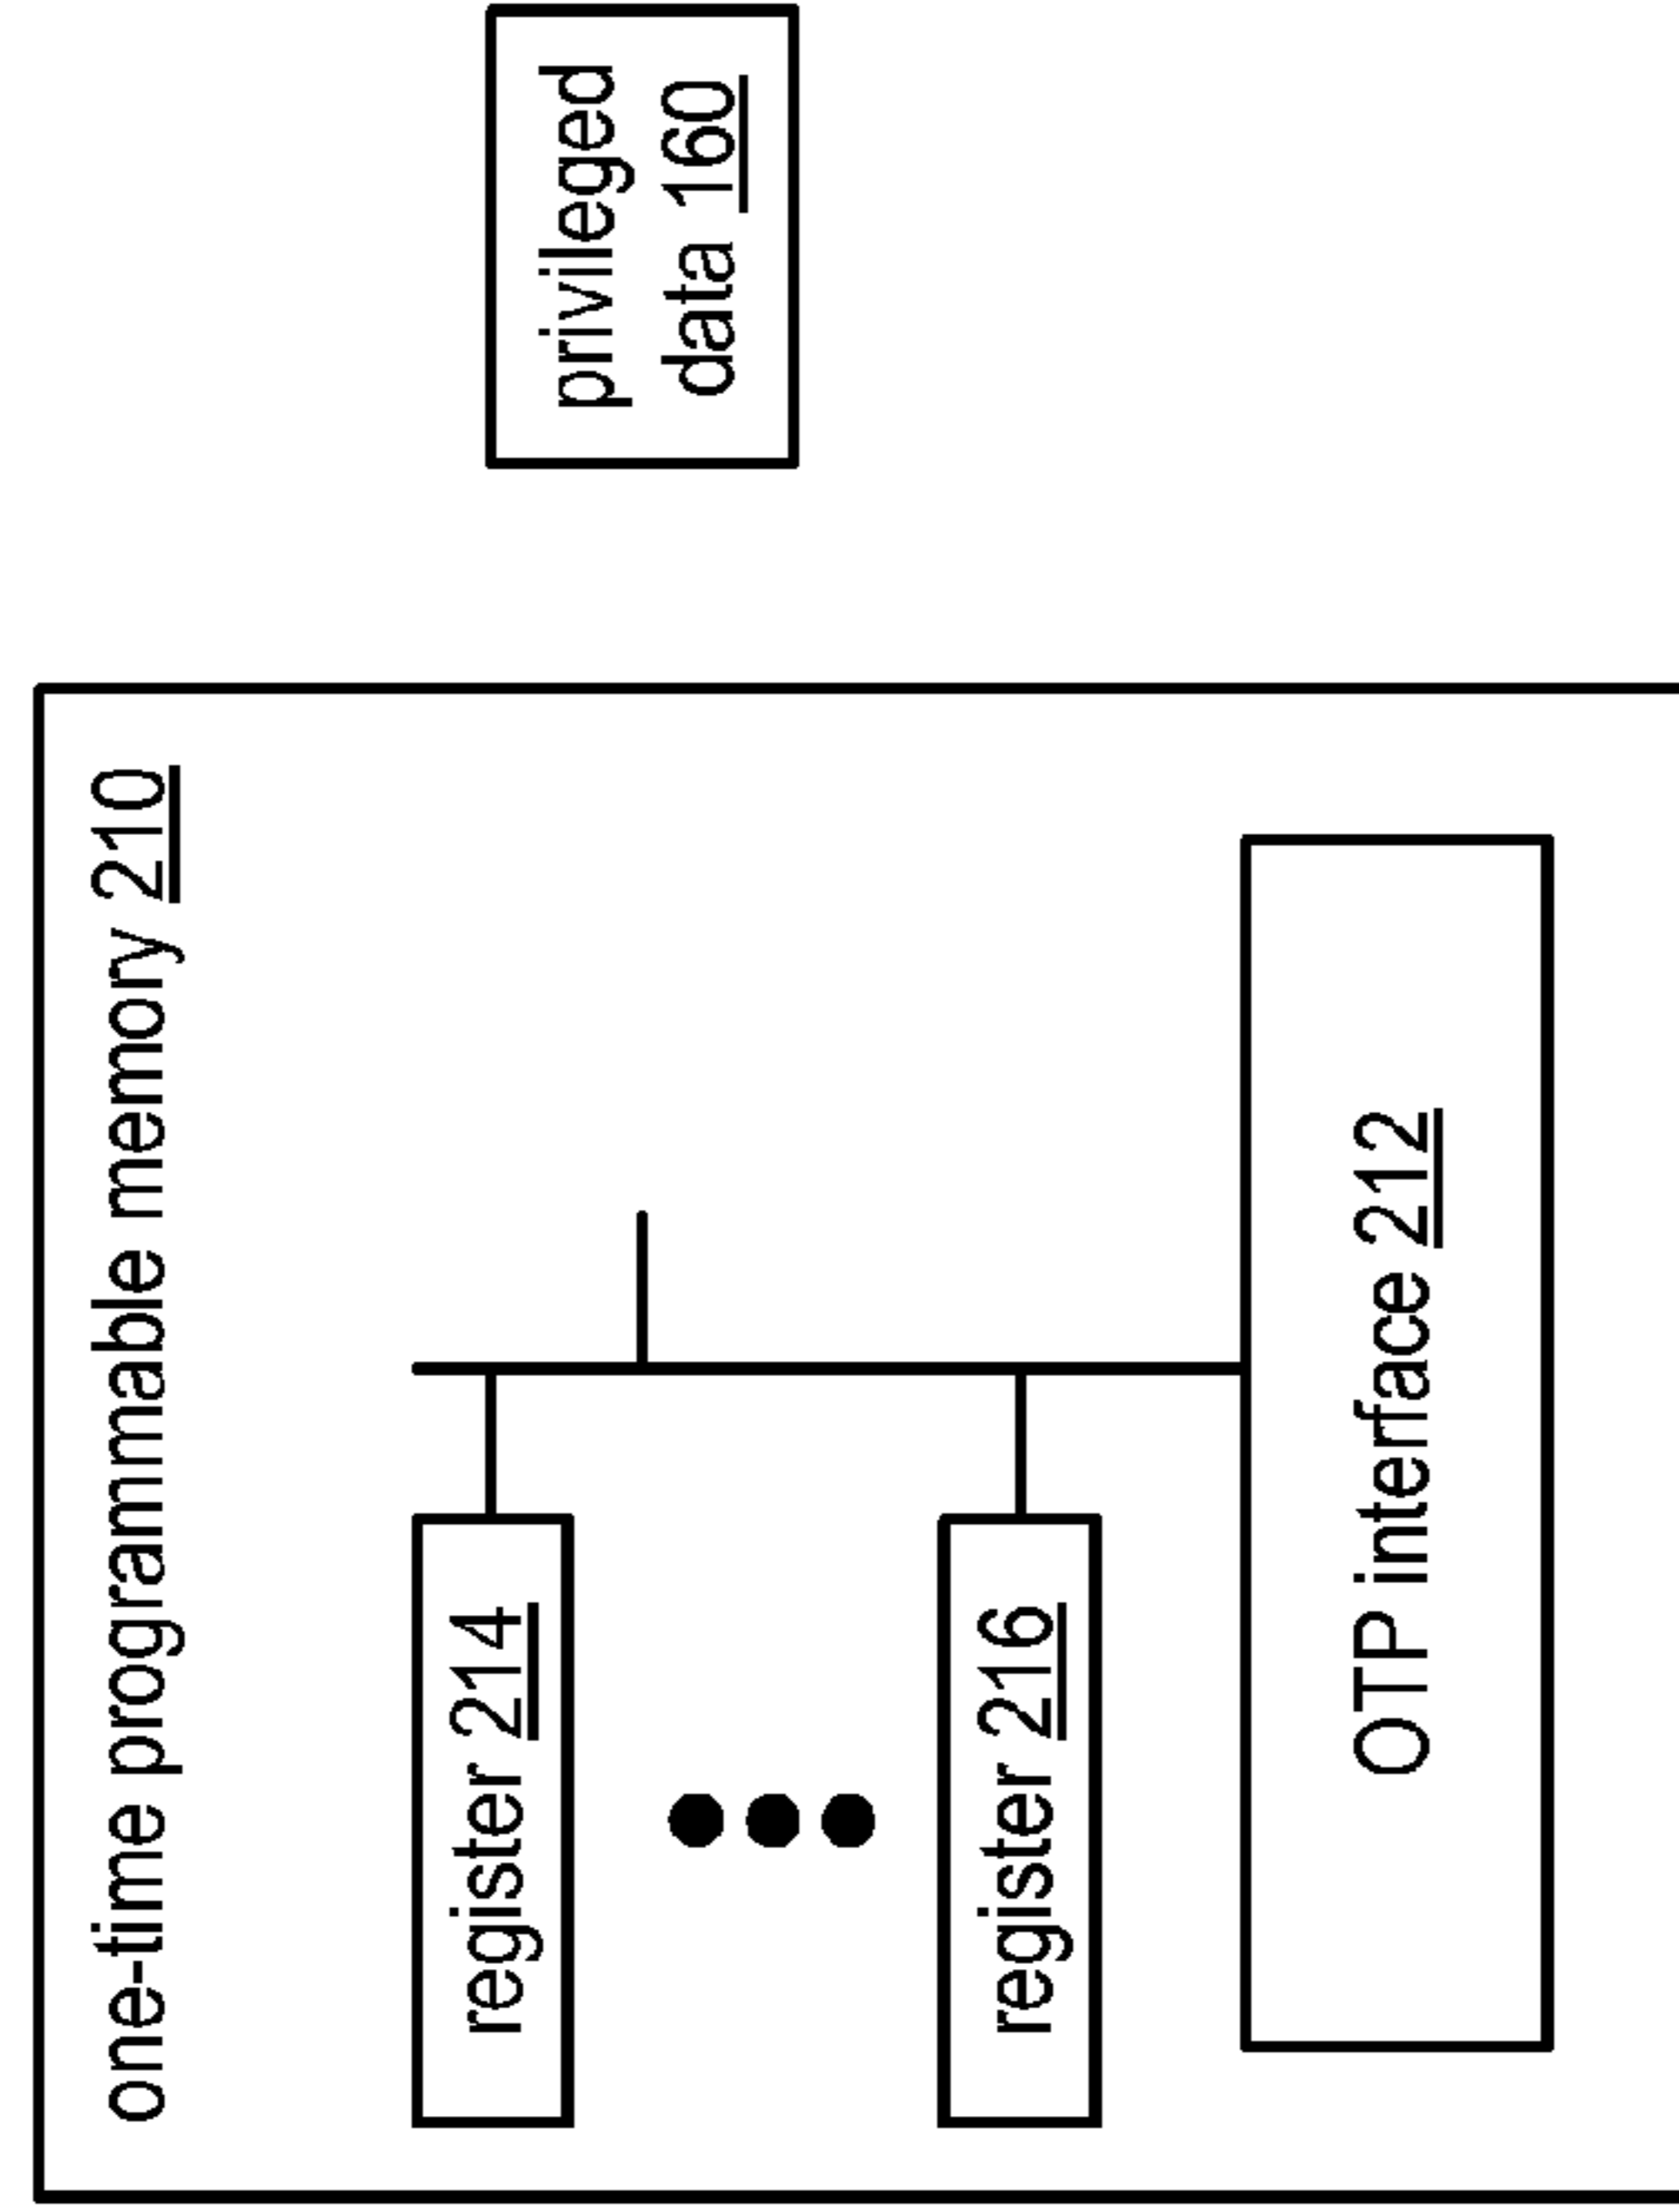 one-time programmable memory 210
register 214
register 216
OTP interface 212
privileged
data 160